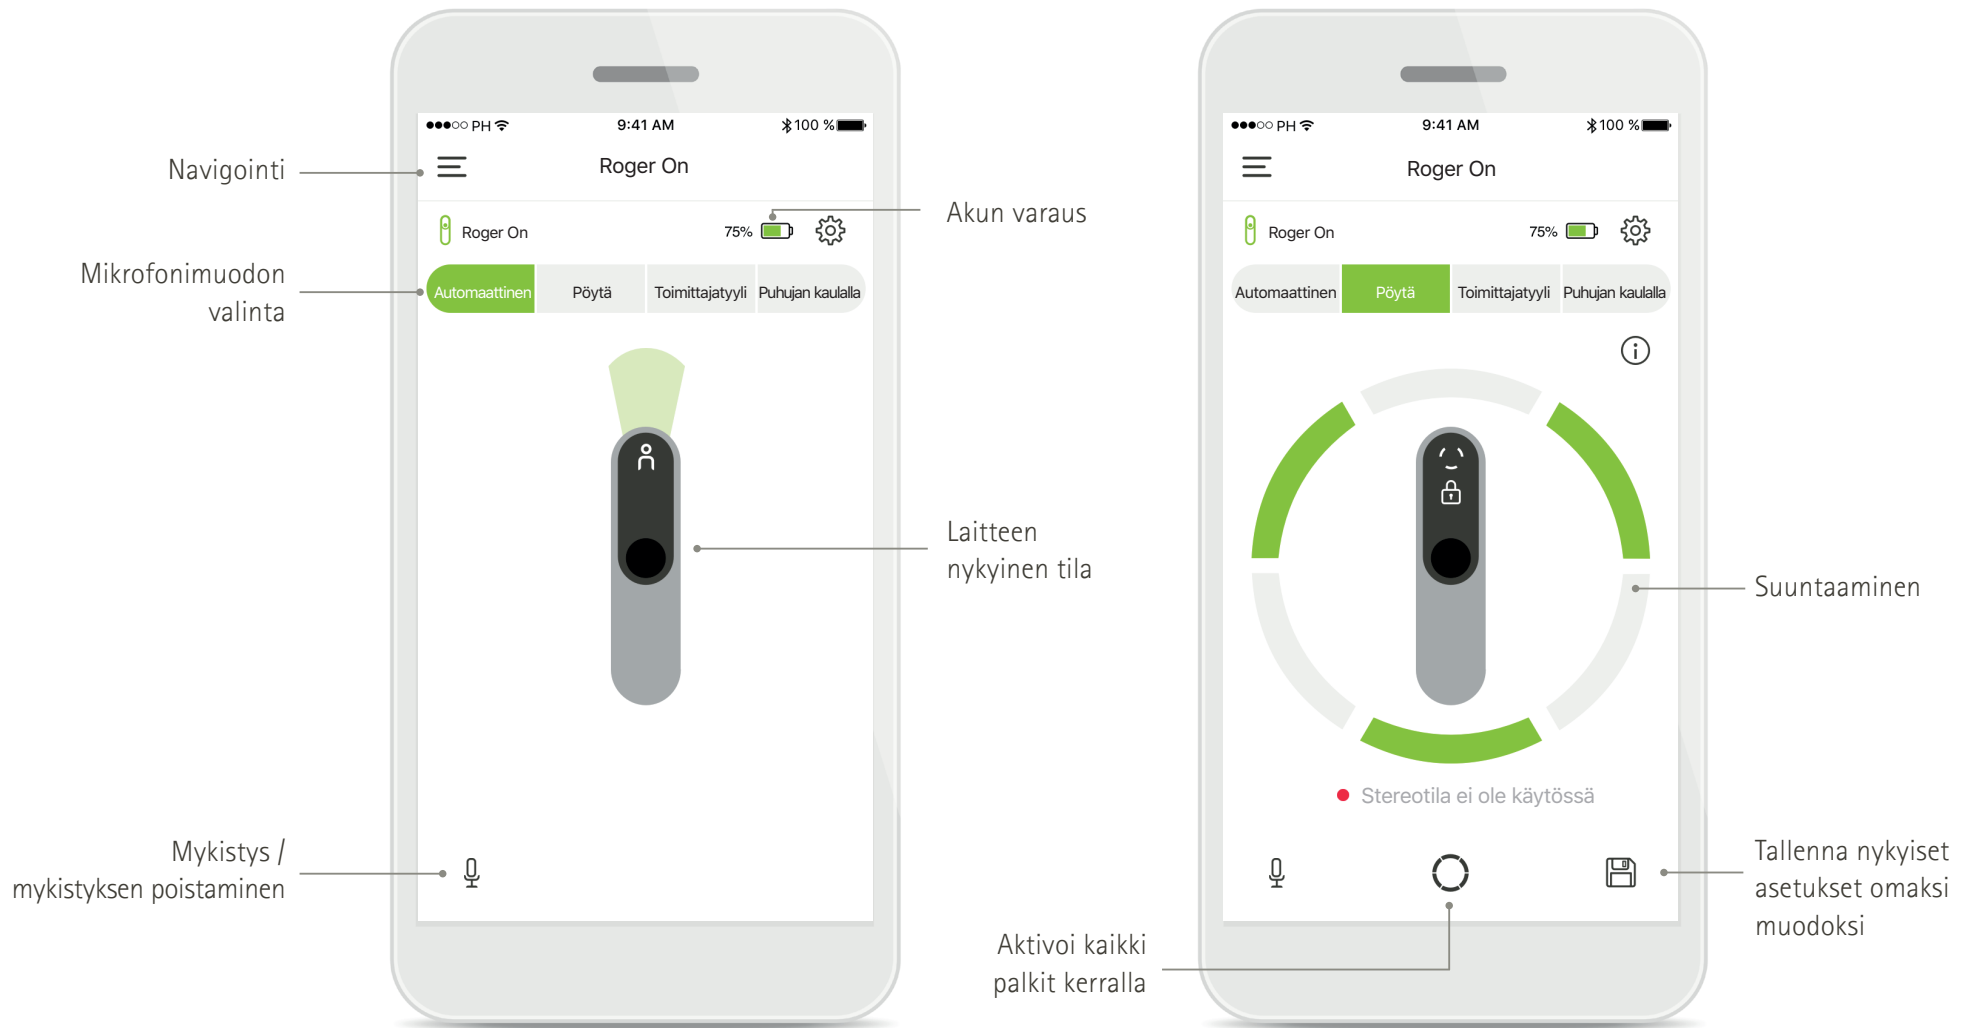 PH 9:41 AM 100 %
Navigointi
Roger On
Roger On 75%
Akun varaus
Mikrofonimuodon
valinta
Automaattinen Pöytä Toimittajatyyli Puhujan kaulalla
Laitteen
nykyinen tila
Mykistys /
mykistyksen poistaminen
PH 9:41 AM 100 %
Roger On
Roger On 75%
Automaattinen Pöytä Toimittajatyyli Puhujan kaulalla
Suuntaaminen
Stereotila ei ole käytössä
Tallenna nykyiset
asetukset omaksi
muodoksi
Aktivoi kaikki
palkit kerralla